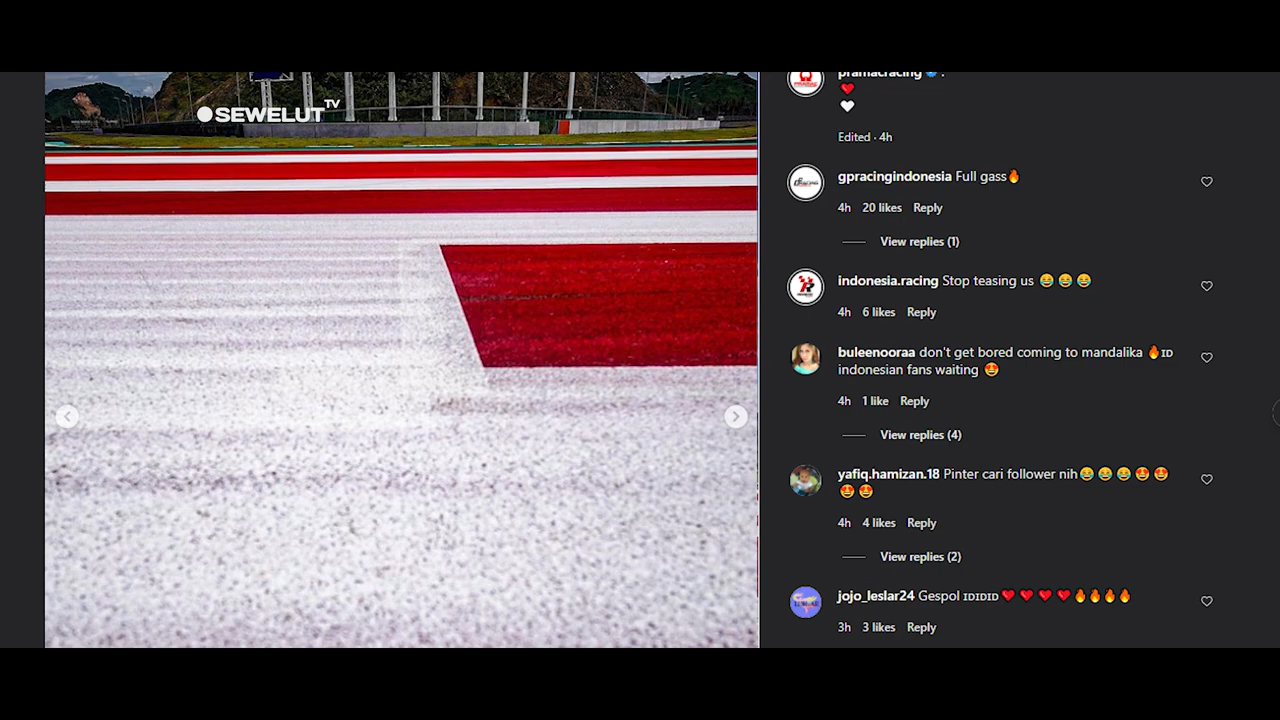 SEWELUT TV
pramacracing .
❤️
🤍
Edited · 4h
gpracingindonesia Full gass🔥
4h 20 likes Reply
View replies (1)
indonesia.racing Stop teasing us 😂😂😂
4h 6 likes Reply
buleenooraa don't get bored coming to mandalika 🔥ID
indonesian fans waiting 🤩
4h 1 like Reply
View replies (4)
yafiq.hamizan.18 Pinter cari follower nih😂😂😂😍😍
😍😍
4h 4 likes Reply
View replies (2)
jojo_leslar24 Gespol IDIDID❤️❤️❤️❤️🔥🔥🔥🔥
3h 3 likes Reply